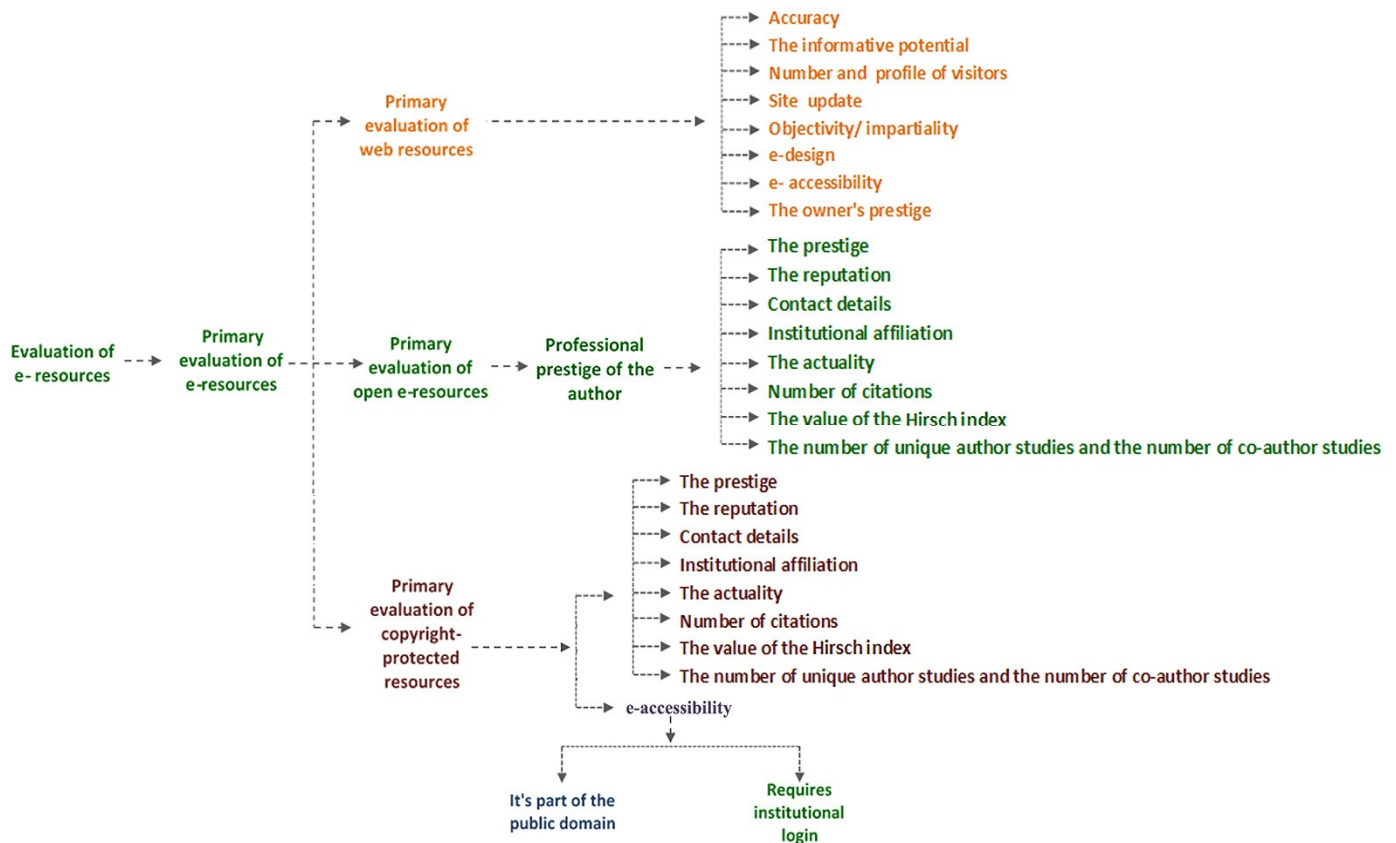 Evaluation of
e- resources
Primary
evaluation of
e-resources
Primary
evaluation of
web resources
Accuracy
The informative potential
Number and profile of visitors
Site update
Objectivity/ impartiality
e-design
e- accessibility
The owner's prestige
Primary
evaluation of
open e-resources
Professional
prestige of the
author
The prestige
The reputation
Contact details
Institutional affiliation
The actuality
Number of citations
The value of the Hirsch index
The number of unique author studies and the number of co-author studies
Primary
evaluation of
copyright-
protected
resources
The prestige
The reputation
Contact details
Institutional affiliation
The actuality
Number of citations
The value of the Hirsch index
The number of unique author studies and the number of co-author studies
e-accessibility
It's part of the
public domain
Requires
institutional
login